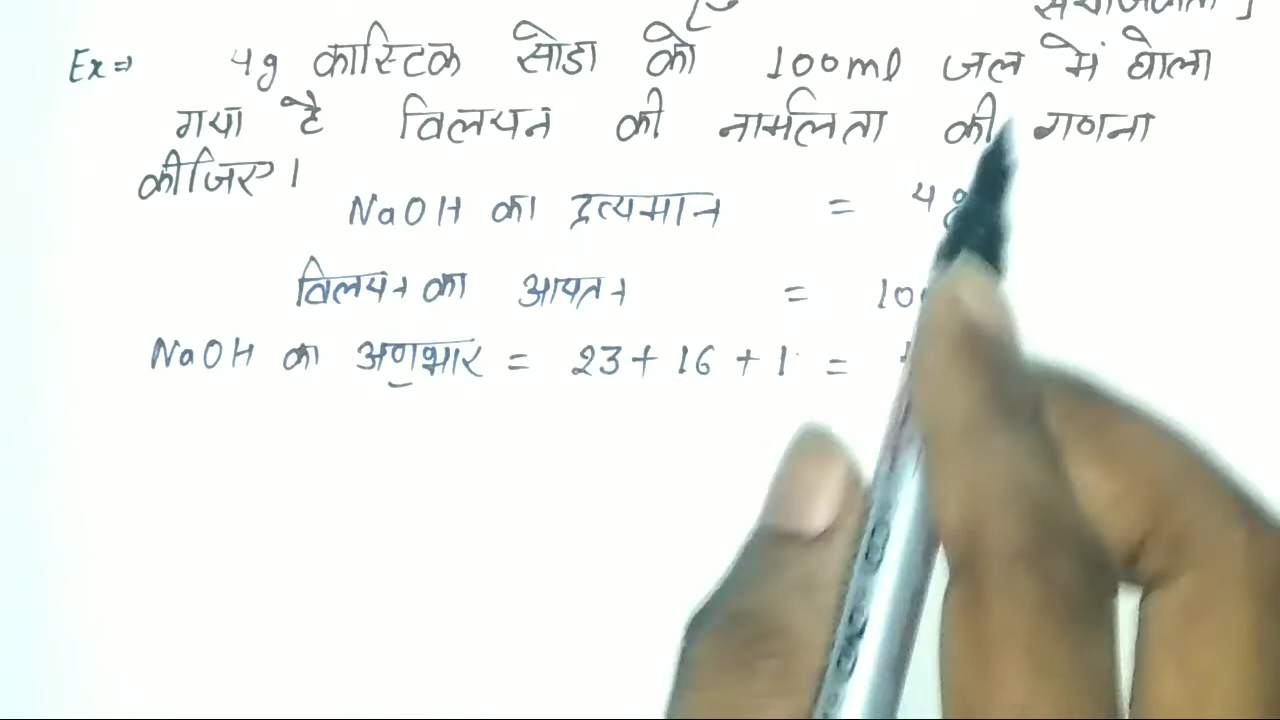 Ex⇒ 4g कास्टिक सोडा को 100ml जल में घोला
गया है विलयन की नार्मलता की गणना
कीजिए।
NaOH का द्रव्यमान = 4g
विलयन का आयतन = 100
NaOH का अणुभार = 23 + 16 + 1 =